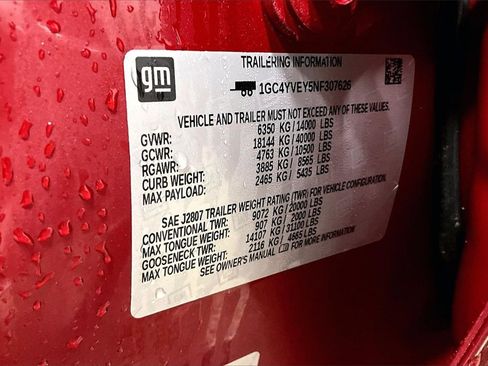 gm
TRAILERING INFORMATION
1GC4YVEY5NF307626
VEHICLE AND TRAILER MUST NOT EXCEED ANY OF THESE VALUES.
GVWR: 6350 KG / 14000 LBS
GCWR: 18144 KG / 40000 LBS
RGAWR: 4763 KG / 10500 LBS
CURB WEIGHT: 3885 KG / 8565 LBS
MAX PAYLOAD: 2465 KG / 5435 LBS
SAE J2807 TRAILER WEIGHT RATING (TWR) FOR VEHICLE CONFIGURATION.
CONVENTIONAL TWR: 9072 KG / 20000 LBS
MAX TONGUE WEIGHT: 907 KG / 2000 LBS
GOOSENECK TWR: 14107 KG / 31100 LBS
MAX TONGUE WEIGHT: 2116 KG / 4665 LBS
SEE OWNER'S MANUAL FOR MORE INFORMATION.